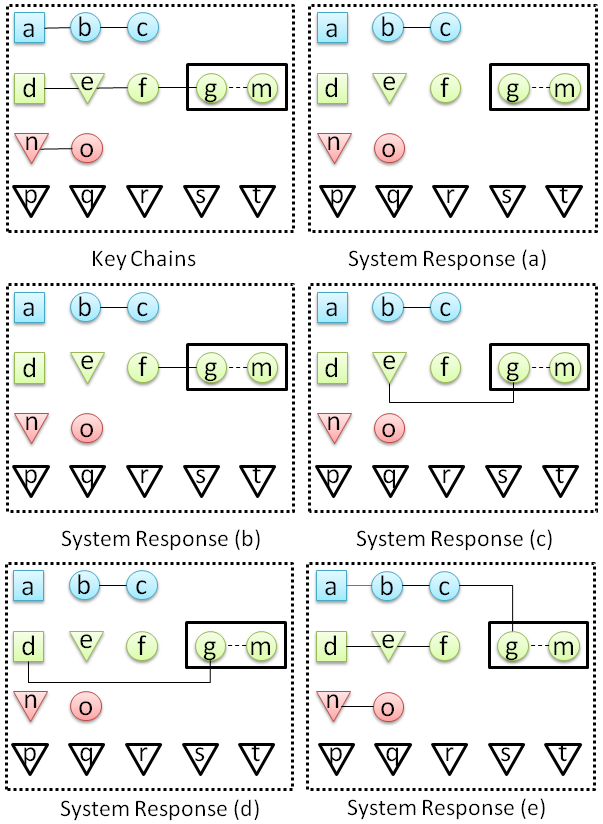 a b c
d e f g m
n o
p q r s t
Key Chains
a b c
d e f g m
n o
p q r s t
System Response (a)
a b c
d e f g m
n o
p q r s t
System Response (b)
a b c
d e f g m
n o
p q r s t
System Response (c)
a b c
d e f g m
n o
p q r s t
System Response (d)
a b c
d e f g m
n o
p q r s t
System Response (e)